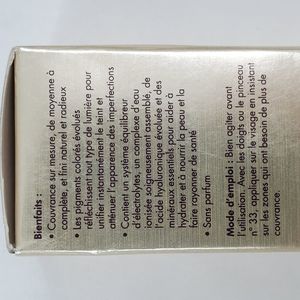 Bienfaits :
• Couvrance sur mesure, de moyenne à
complète, et fini naturel et radieux
• Les pigments colorés évolués
réfléchissent tout type de lumière pour
unifier instantanément le teint et
atténuer l'apparence des imperfections
• Contient un système équilibreur
d'électrolytes, un complexe d'eau
ionisée soigneusement assemblé, de
l'acide hyaluronique évoluée et des
minéraux essentiels pour aider à
hydrater et à nourrir la peau et la
faire rayonner de santé
• Sans parfum
Mode d'emploi : Bien agiter avant
l'utilisation. Avec les doigts ou le pinceau
n° 33, appliquer sur le visage en insistant
sur les zones qui ont besoin de plus de
couvrance.